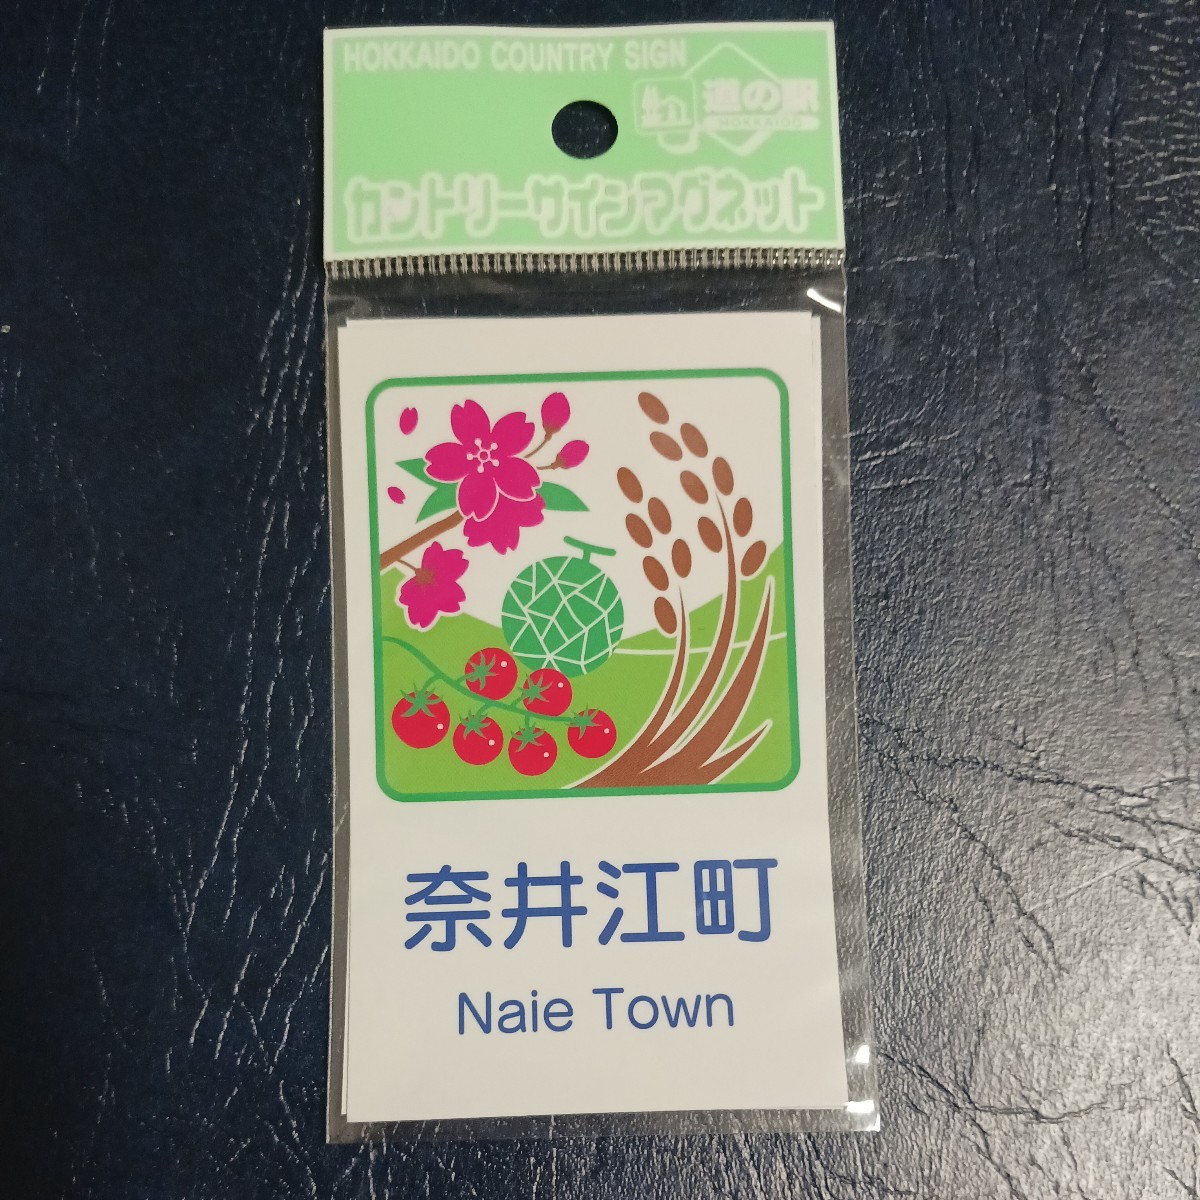 HOKKAIDO COUNTRY SIGN
道の駅
HOKKAIDO
カントリーサインマグネット
奈井江町
Naie Town